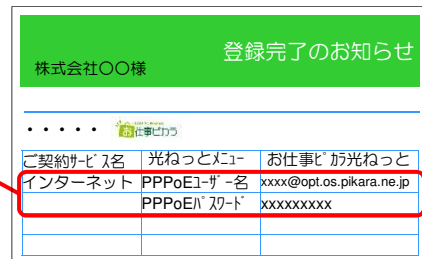 登録完了のお知らせ
株式会社〇〇様
・・・・・ お仕事ピカラ
ご契約ｻｰﾋﾞｽ名 光ねっとﾒﾆｭｰ お仕事ﾋﾟｶﾗ光ねっと
インターネット PPPoEﾕｰｻﾞｰ名 xxxx@opt.os.pikara.ne.jp
PPPoEﾊﾟｽﾜｰﾄﾞ xxxxxxxxx